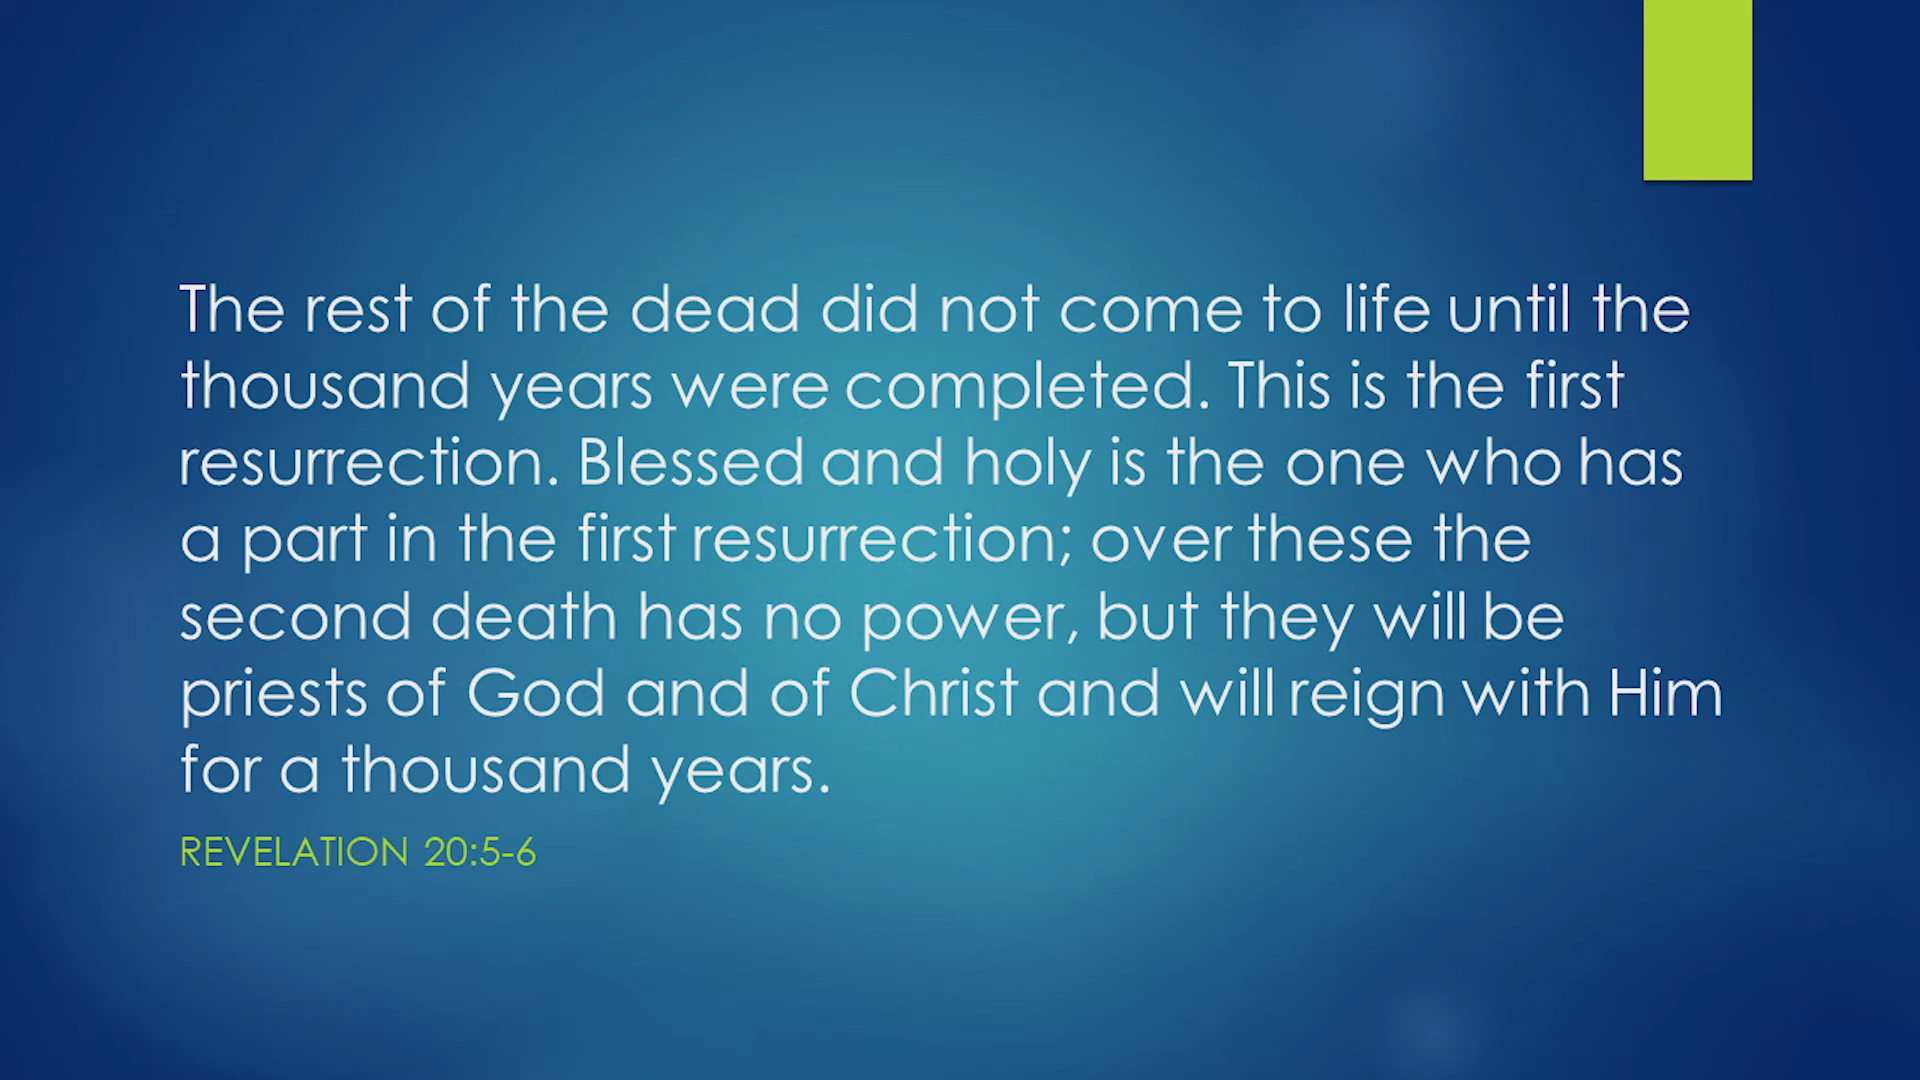 The rest of the dead did not come to life until the
thousand years were completed. This is the first
resurrection. Blessed and holy is the one who has
a part in the first resurrection; over these the
second death has no power, but they will be
priests of God and of Christ and will reign with Him
for a thousand years.
REVELATION 20:5-6